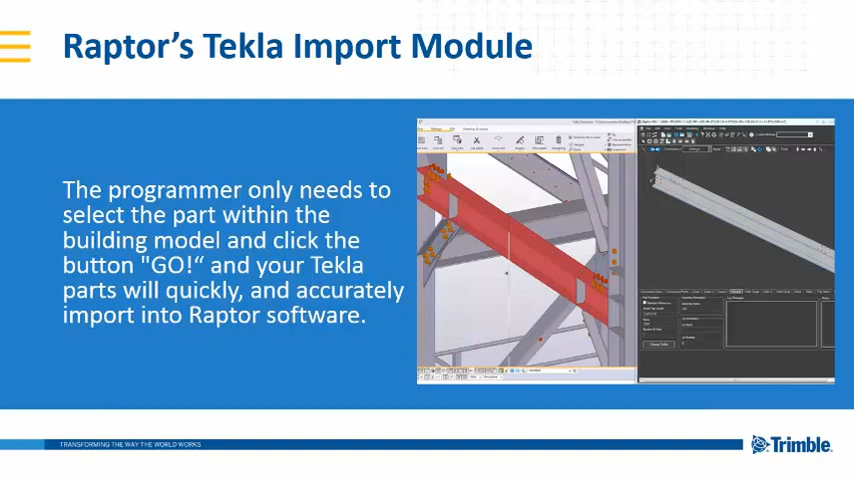 Raptor's Tekla Import Module
The programmer only needs to
select the part within the
building model and click the
button "GO!“ and your Tekla
parts will quickly, and accurately
import into Raptor software.
TRANSFORMING THE WAY THE WORLD WORKS
Trimble